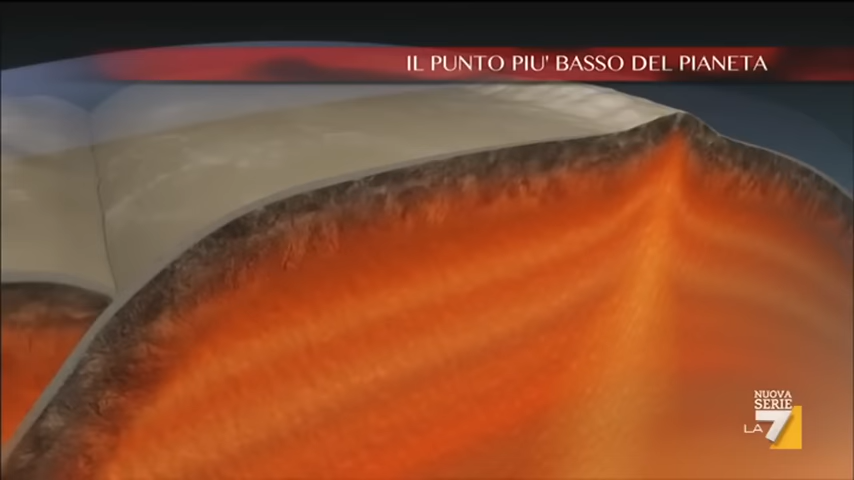 IL PUNTO PIU' BASSO DEL PIANETA
NUOVA
SERIE
LA7